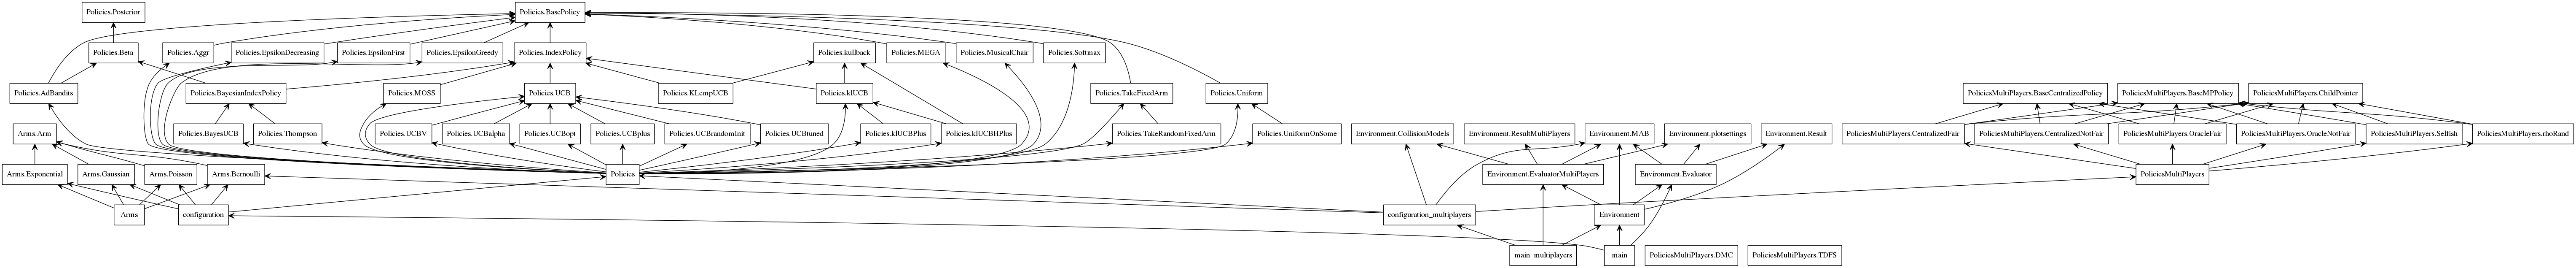 Policies.Posterior
Policies.BasePolicy
Policies.Beta
Policies.Aggr
Policies.EpsilonDecreasing
Policies.EpsilonFirst
Policies.EpsilonGreedy
Policies.IndexPolicy
Policies.kullback
Policies.MEGA
Policies.MusicalChair
Policies.Softmax
Policies.AdBandits
Policies.BayesianIndexPolicy
Policies.MOSS
Policies.UCB
Policies.KLempUCB
Policies.klUCB
Policies.TakeFixedArm
Policies.Uniform
PoliciesMultiPlayers.BaseCentralizedPolicy
PoliciesMultiPlayers.BaseMPPolicy
PoliciesMultiPlayers.ChildPointer
Arms.Arm
Policies.BayesUCB
Policies.Thompson
Policies.UCBV
Policies.UCBalpha
Policies.UCBopt
Policies.UCBplus
Policies.UCBrandomInit
Policies.UCBtuned
Policies.klUCBPlus
Policies.klUCBHPlus
Policies.TakeRandomFixedArm
Policies.UniformOnSome
Environment.CollisionModels
Environment.ResultMultiPlayers
Environment.MAB
Environment.plotsettings
Environment.Result
PoliciesMultiPlayers.CentralizedFair
PoliciesMultiPlayers.CentralizedNotFair
PoliciesMultiPlayers.OracleFair
PoliciesMultiPlayers.OracleNotFair
PoliciesMultiPlayers.Selfish
PoliciesMultiPlayers.rhoRand
Arms.Exponential
Arms.Gaussian
Arms.Poisson
Arms.Bernoulli
Policies
Environment.EvaluatorMultiPlayers
Environment.Evaluator
PoliciesMultiPlayers
Arms
configuration
configuration_multiplayers
Environment
main_multiplayers
main
PoliciesMultiPlayers.DMC
PoliciesMultiPlayers.TDFS